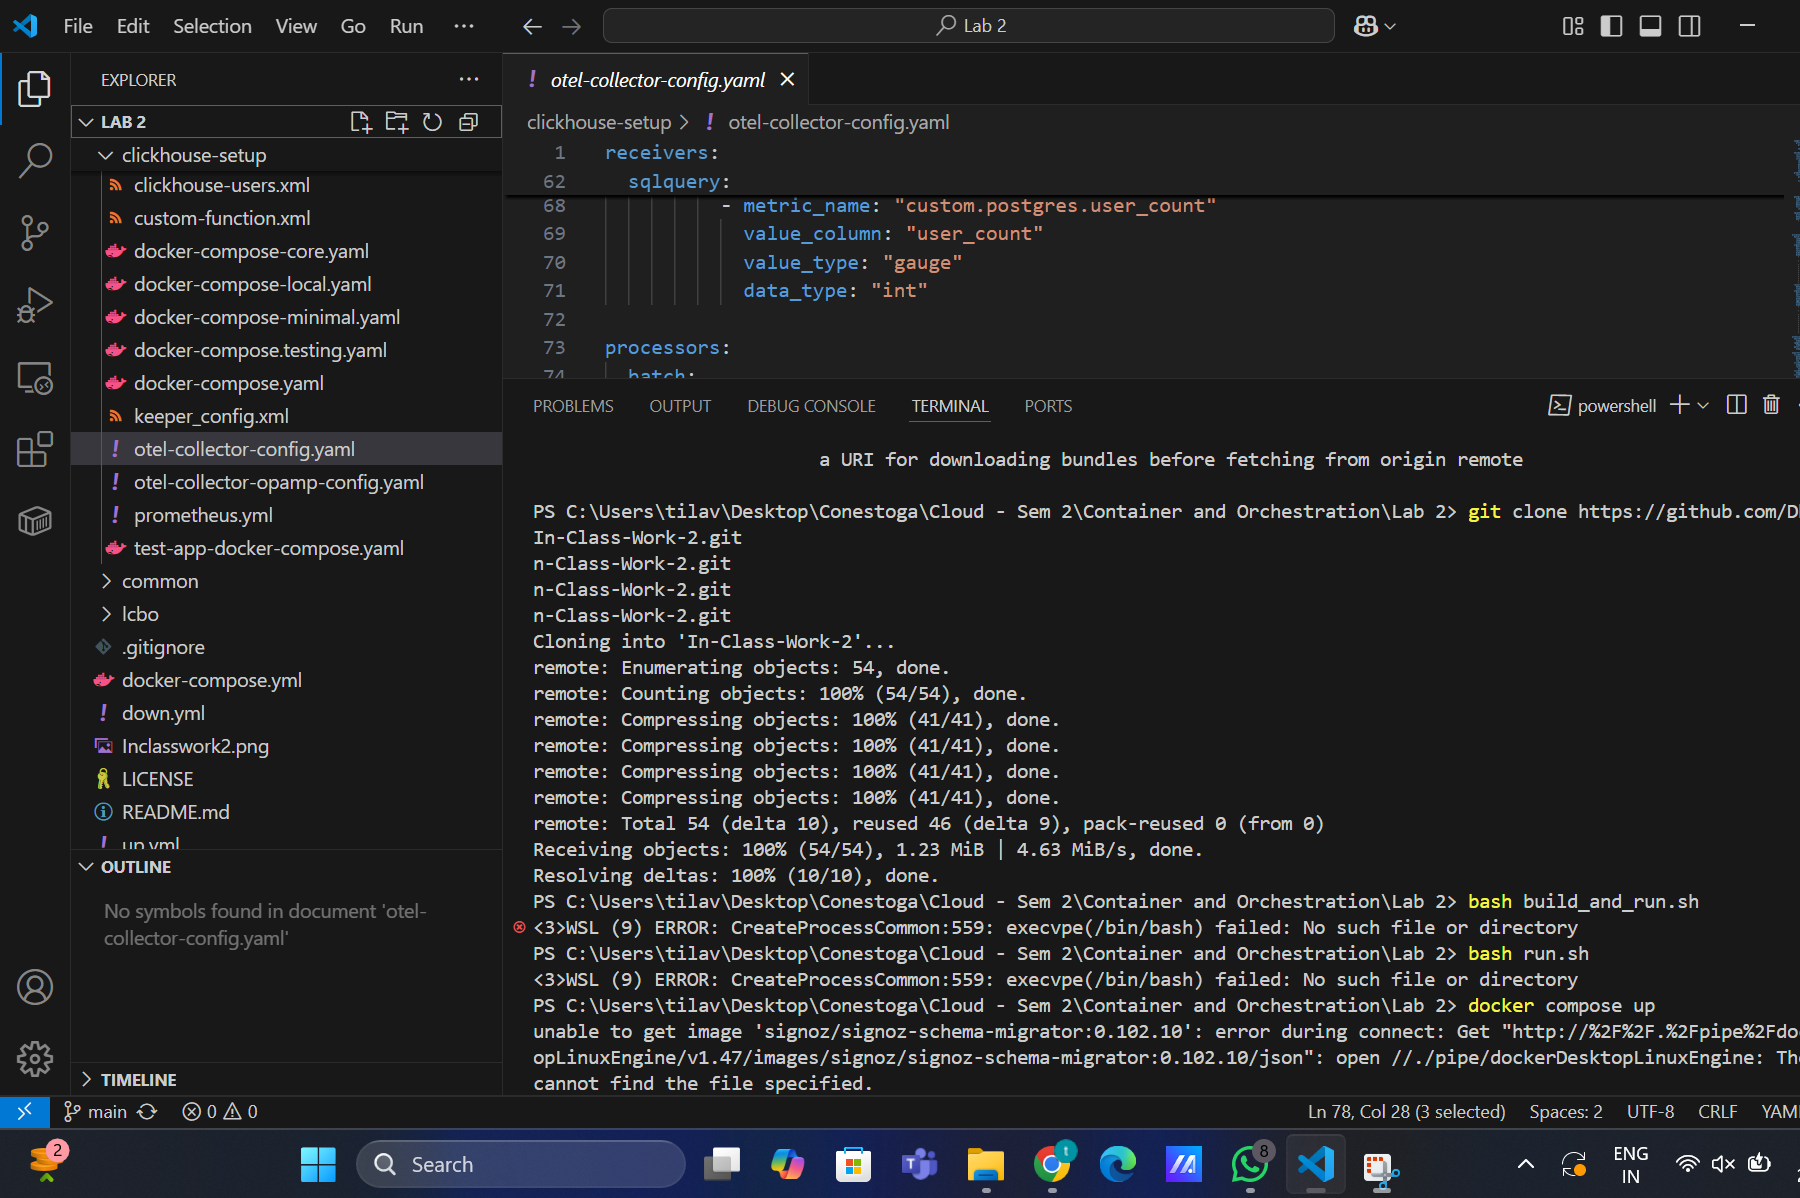 File Edit Selection View Go Run ...
Lab 2
EXPLORER
LAB 2
clickhouse-setup
clickhouse-users.xml
custom-function.xml
docker-compose-core.yaml
docker-compose-local.yaml
docker-compose-minimal.yaml
docker-compose.testing.yaml
docker-compose.yaml
keeper_config.xml
! otel-collector-config.yaml
! otel-collector-opamp-config.yaml
! prometheus.yml
test-app-docker-compose.yaml
common
lcbo
.gitignore
docker-compose.yml
! down.yml
Inclasswork2.png
LICENSE
README.md
! up.yml
OUTLINE
No symbols found in document 'otel-
collector-config.yaml'
TIMELINE
! otel-collector-config.yaml
clickhouse-setup > ! otel-collector-config.yaml
1 receivers:
62 sqlquery:
68 - metric_name: "custom.postgres.user_count"
69 value_column: "user_count"
70 value_type: "gauge"
71 data_type: "int"
72
73 processors:
74 batch:
PROBLEMS OUTPUT DEBUG CONSOLE TERMINAL PORTS
powershell
a URI for downloading bundles before fetching from origin remote
PS C:\Users\tilav\Desktop\Conestoga\Cloud - Sem 2\Container and Orchestration\Lab 2> git clone https://github.com/D
In-Class-Work-2.git
n-Class-Work-2.git
n-Class-Work-2.git
n-Class-Work-2.git
Cloning into 'In-Class-Work-2'...
remote: Enumerating objects: 54, done.
remote: Counting objects: 100% (54/54), done.
remote: Compressing objects: 100% (41/41), done.
remote: Compressing objects: 100% (41/41), done.
remote: Compressing objects: 100% (41/41), done.
remote: Compressing objects: 100% (41/41), done.
remote: Total 54 (delta 10), reused 46 (delta 9), pack-reused 0 (from 0)
Receiving objects: 100% (54/54), 1.23 MiB | 4.63 MiB/s, done.
Resolving deltas: 100% (10/10), done.
PS C:\Users\tilav\Desktop\Conestoga\Cloud - Sem 2\Container and Orchestration\Lab 2> bash build_and_run.sh
<3>WSL (9) ERROR: CreateProcessCommon:559: execvpe(/bin/bash) failed: No such file or directory
PS C:\Users\tilav\Desktop\Conestoga\Cloud - Sem 2\Container and Orchestration\Lab 2> bash run.sh
<3>WSL (9) ERROR: CreateProcessCommon:559: execvpe(/bin/bash) failed: No such file or directory
PS C:\Users\tilav\Desktop\Conestoga\Cloud - Sem 2\Container and Orchestration\Lab 2> docker compose up
unable to get image 'signoz/signoz-schema-migrator:0.102.10': error during connect: Get "http://%2F%2F.%2Fpipe%2Fdo
opLinuxEngine/v1.47/images/signoz/signoz-schema-migrator:0.102.10/json": open //./pipe/dockerDesktopLinuxEngine: Th
cannot find the file specified.
main 0 0
Ln 78, Col 28 (3 selected) Spaces: 2 UTF-8 CRLF YAM
2
Search
t
8
ENG
IN